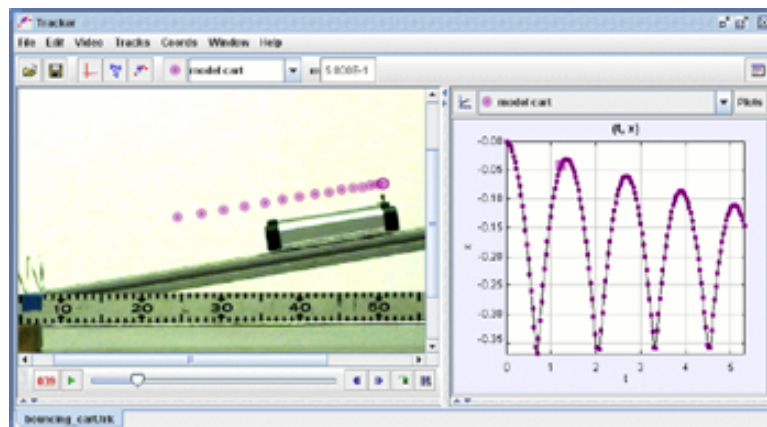 Tracker
File Edit Video Tracks Coords Window Help
model cart m 5.000E-1
model cart Plots
(t, x)
-0.00
-0.05
-0.10
-0.15
-0.20
-0.25
-0.30
-0.35
x
0 1 2 3 4 5
t
10 20 30 40 50
039
bouncing_cart.trk